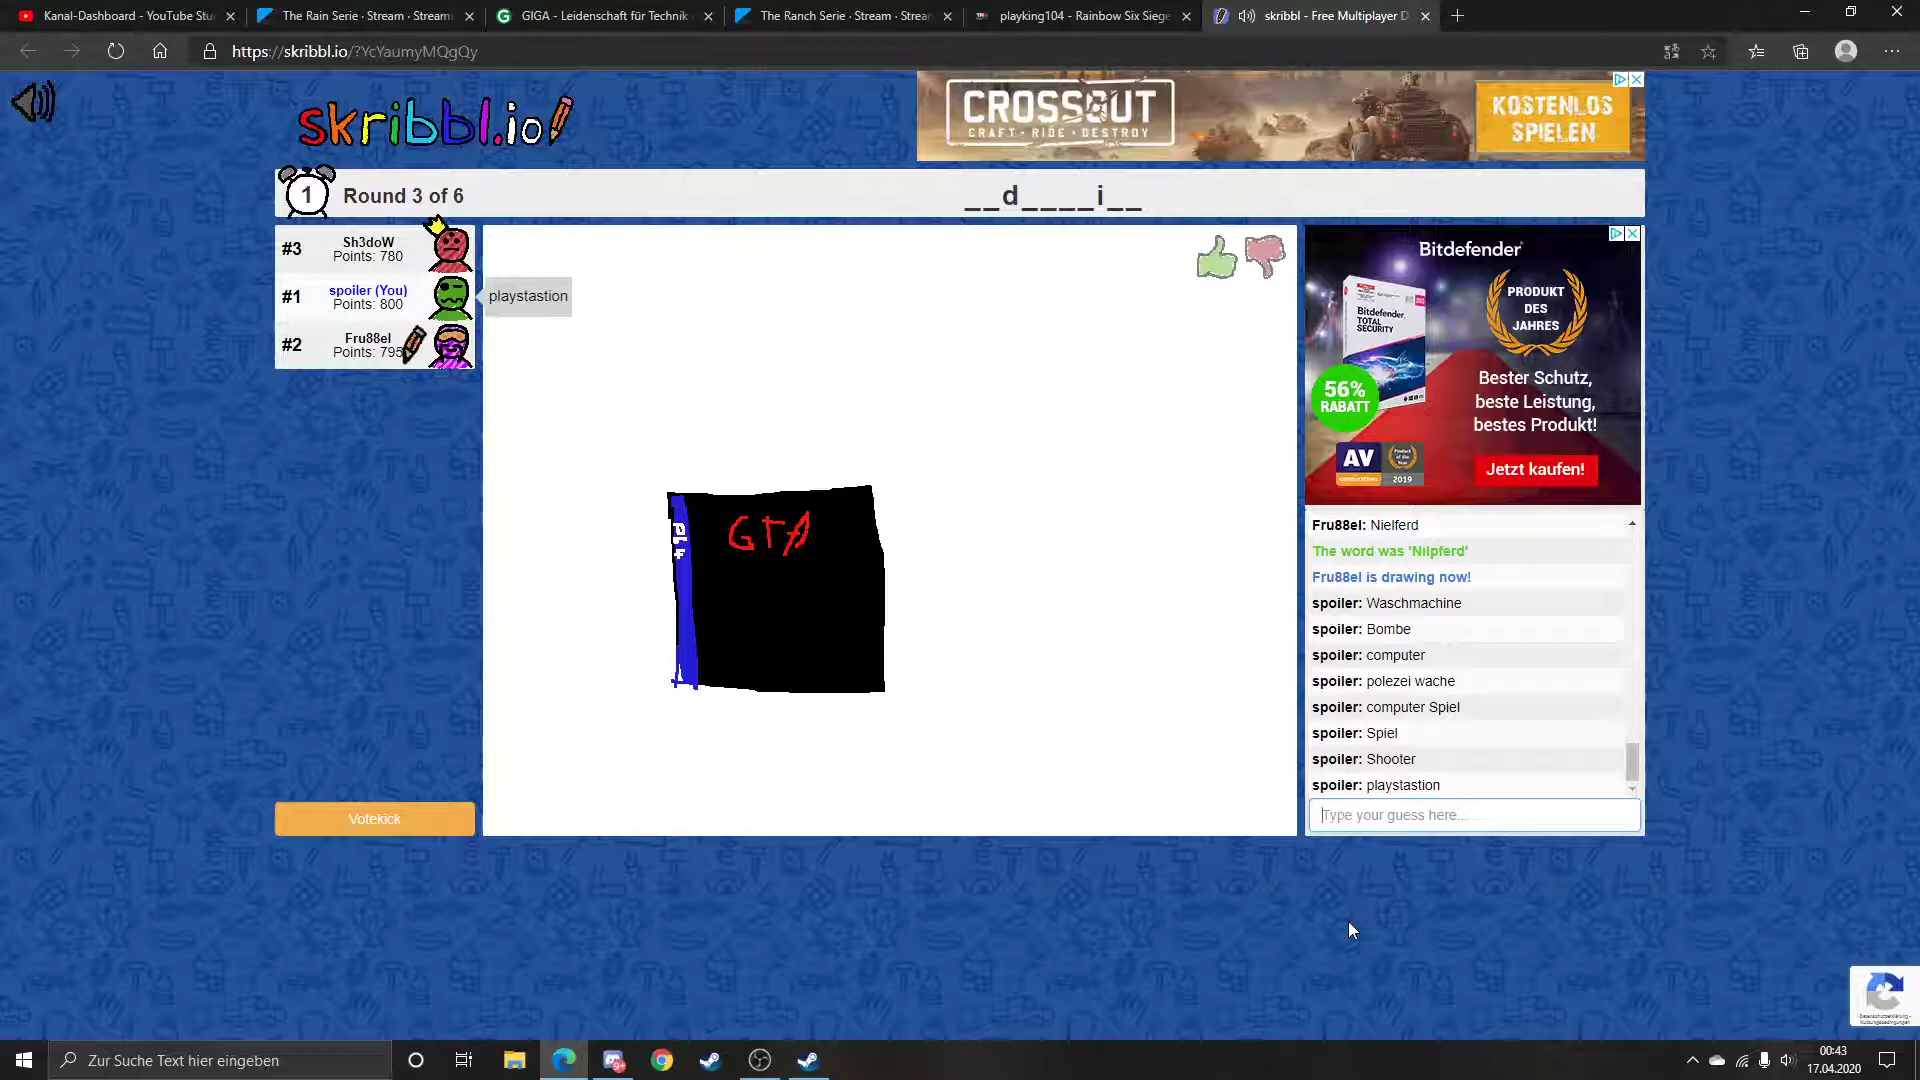 Kanal-Dashboard - YouTube Stu
The Rain Serie · Stream · Stream
GIGA - Leidenschaft für Technik
The Ranch Serie · Stream · Strea
playking104 - Rainbow Six Siege
skribbl - Free Multiplayer D
https://skribbl.io/?YcYaumyMQgQy
skribbl.io
CROSSOUT
CRAFT · RIDE · DESTROY
KOSTENLOS
SPIELEN
1
Round 3 of 6
__d____i__
#3
Sh3doW
Points: 780
#1
spoiler (You)
Points: 800
playstastion
#2
Fru88el
Points: 795
Votekick
GTA
Bitdefender
PRODUKT
DES
JAHRES
Bitdefender
TOTAL
SECURITY
56%
RABATT
Bester Schutz,
beste Leistung,
bestes Produkt!
AV
2019
Jetzt kaufen!
Fru88el: Nielferd
The word was 'Nilpferd'
Fru88el is drawing now!
spoiler: Waschmachine
spoiler: Bombe
spoiler: computer
spoiler: polezei wache
spoiler: computer Spiel
spoiler: Spiel
spoiler: Shooter
spoiler: playstastion
Type your guess here...
Zur Suche Text hier eingeben
9+
00:43
17.04.2020